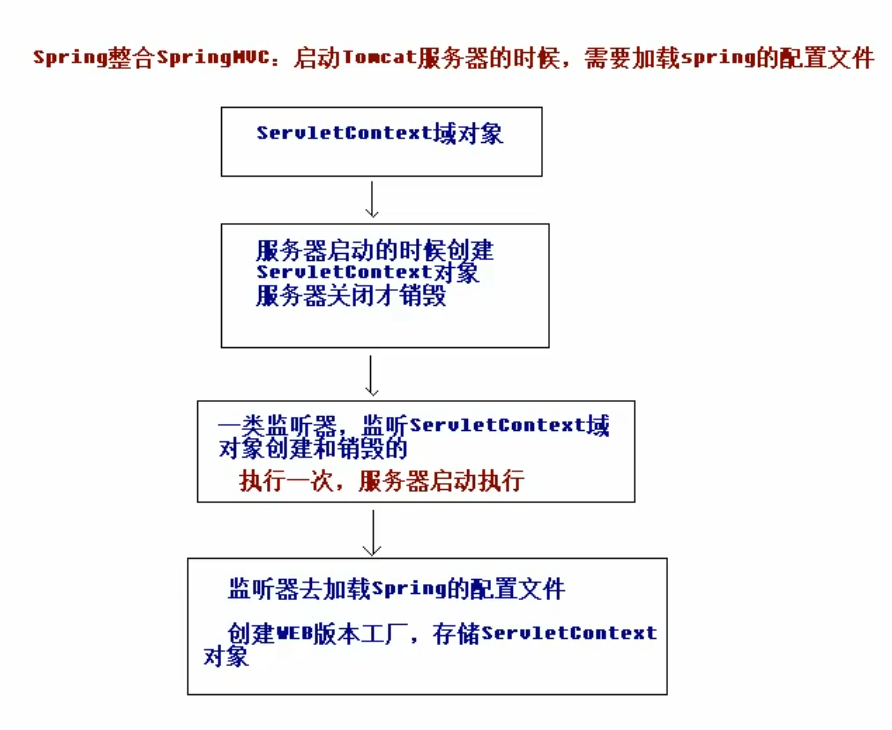 Spring整合SpringMVC：启动Tomcat服务器的时候，需要加载spring的配置文件
ServletContext域对象
服务器启动的时候创建
ServletContext对象
服务器关闭才销毁
一类监听器，监听ServletContext域
对象创建和销毁的
执行一次，服务器启动执行
监听器去加载Spring的配置文件
创建WEB版本工厂，存储ServletContext
对象